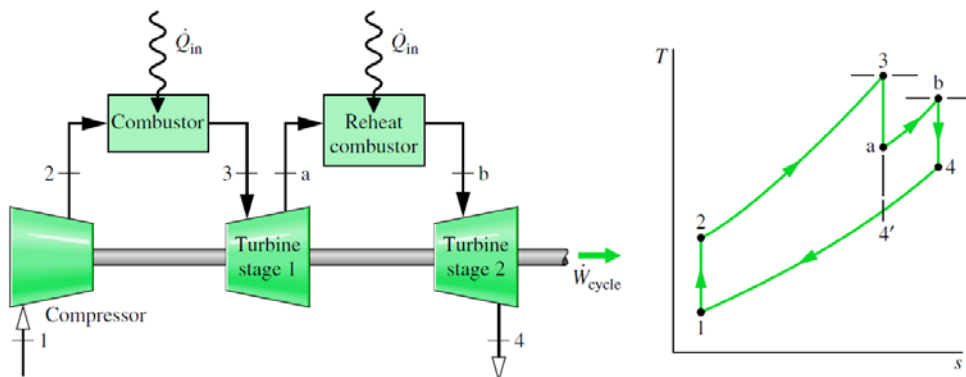 Q̇in
Q̇in
Combustor
Reheat
combustor
2
3
a
b
Turbine
stage 1
Turbine
stage 2
Ẇcycle
Compressor
1
4
T
3
b
a
4
2
4′
1
s